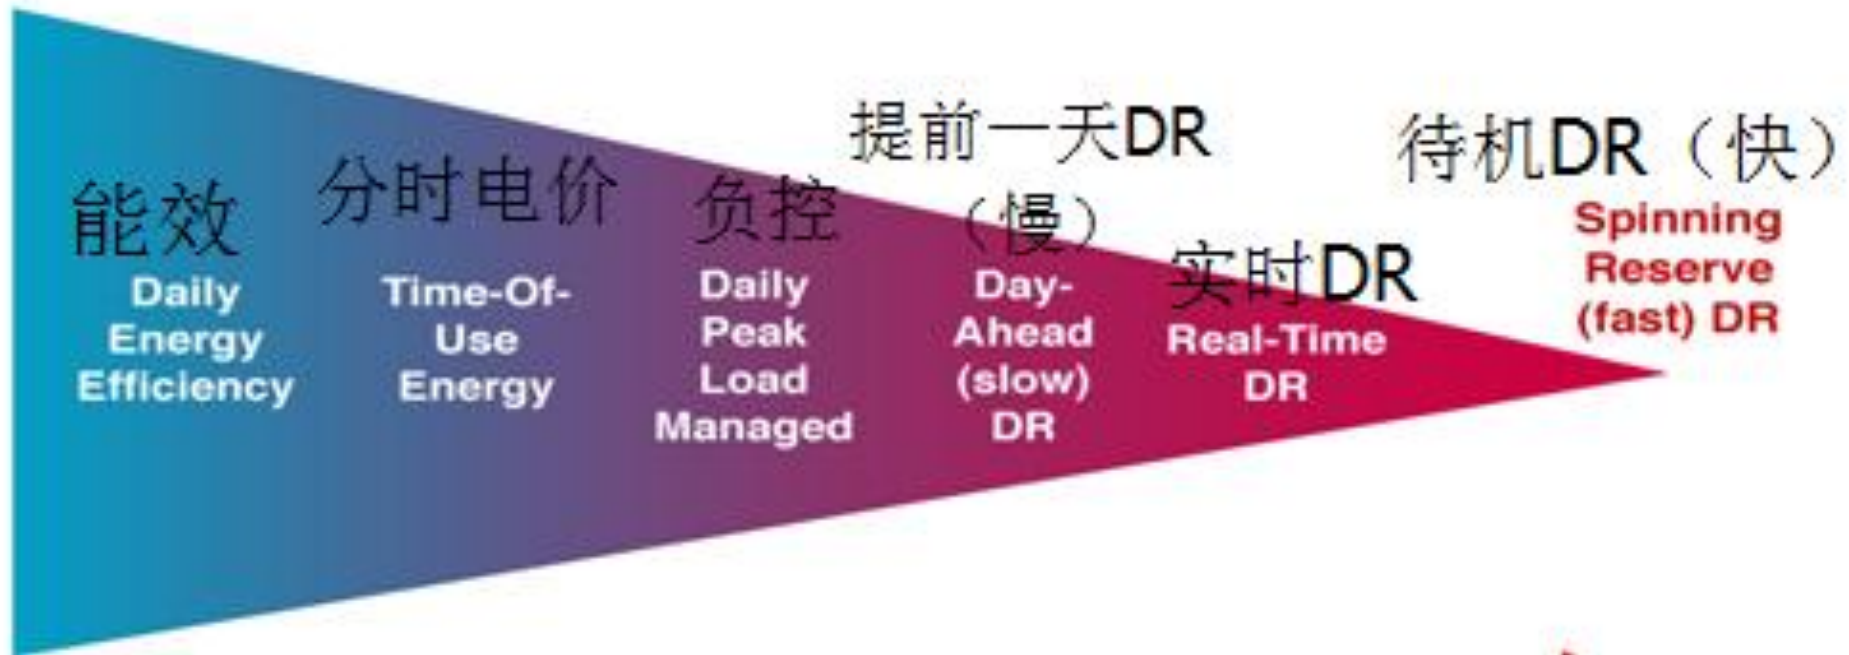 能效
Daily
Energy
Efficiency
分时电价
Time-Of-
Use
Energy
负控
Daily
Peak
Load
Managed
提前一天DR
（慢）
Day-
Ahead
(slow)
DR
实时DR
Real-Time
DR
待机DR（快）
Spinning
Reserve
(fast) DR